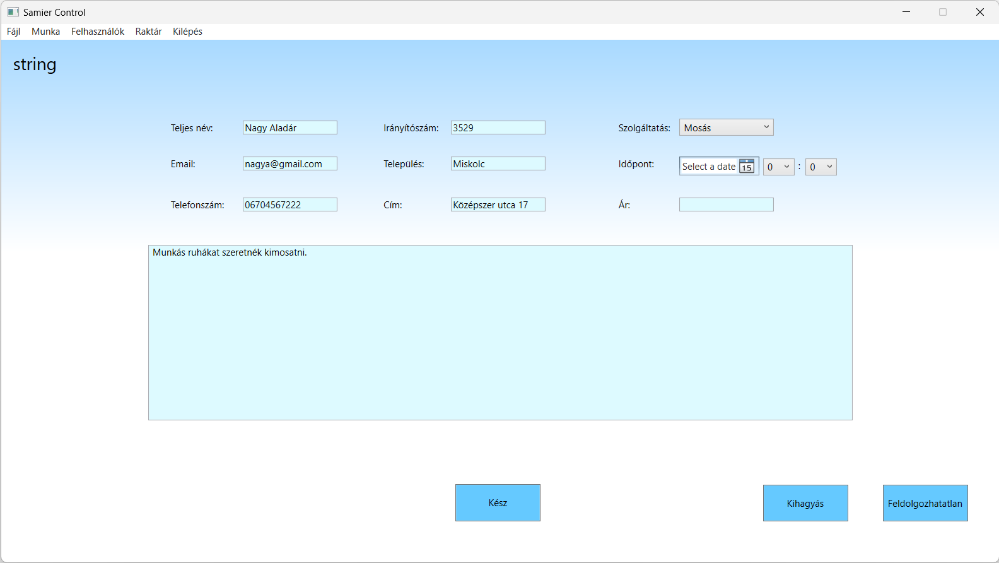 Samier Control
Fájl Munka Felhasználók Raktár Kilépés
string
Teljes név: Nagy Aladár Irányítószám: 3529 Szolgáltatás: Mosás
Email: nagya@gmail.com Település: Miskolc Időpont: Select a date 15 0 : 0
Telefonszám: 06704567222 Cím: Középszer utca 17 Ár:
Munkás ruhákat szeretnék kimosatni.
Kész Kihagyás Feldolgozhatatlan